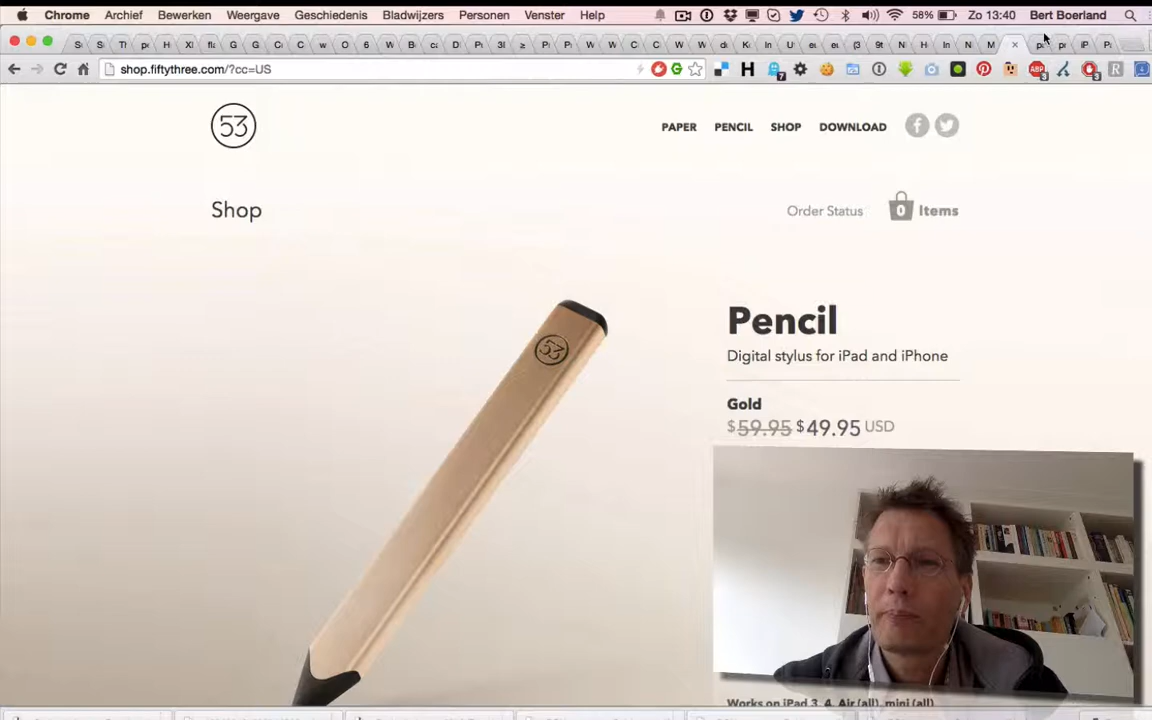 Chrome Archief Bewerken Weergave Geschiedenis Bladwijzers Personen Venster Help 58% Zo 13:40 Bert Boerland
shop.fiftythree.com/?cc=US
53
PAPER PENCIL SHOP DOWNLOAD
Shop
Order Status 0 Items
53
Pencil
Digital stylus for iPad and iPhone
Gold
$59.95 $49.95 USD
Works on iPad 3, 4, Air (all), mini (all)